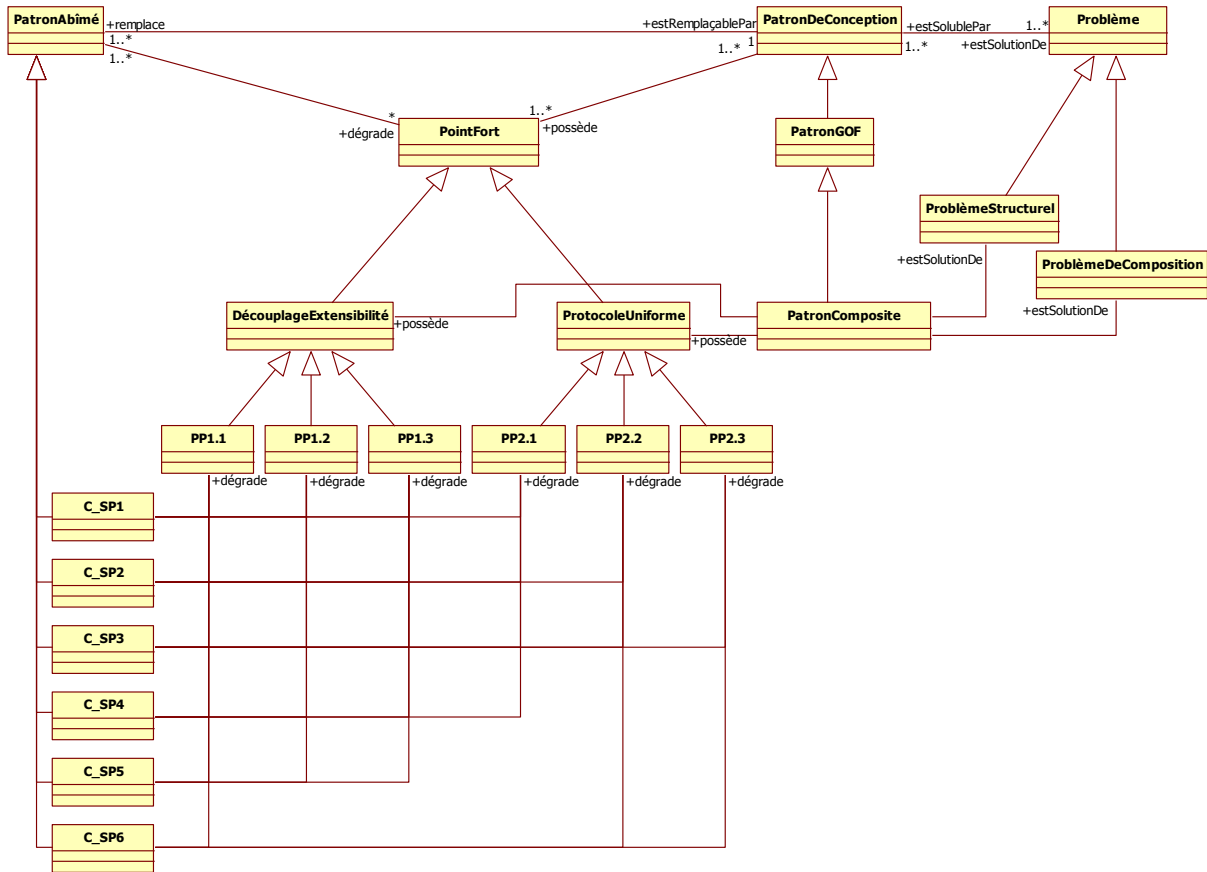 PatronAbîmé
+remplace
+estRemplaçablePar
PatronDeConception
+estSolublePar
1..*
Problème
1..*
1..*
1
1..*
1..*
+estSolutionDe
*
+dégrade
PointFort
1..*
+possède
PatronGOF
ProblèmeStructurel
+estSolutionDe
ProblèmeDeComposition
DécouplageExtensibilité
+possède
ProtocoleUniforme
+possède
PatronComposite
+estSolutionDe
PP1.1
PP1.2
PP1.3
PP2.1
PP2.2
PP2.3
+dégrade
+dégrade
+dégrade
+dégrade
+dégrade
+dégrade
C_SP1
C_SP2
C_SP3
C_SP4
C_SP5
C_SP6